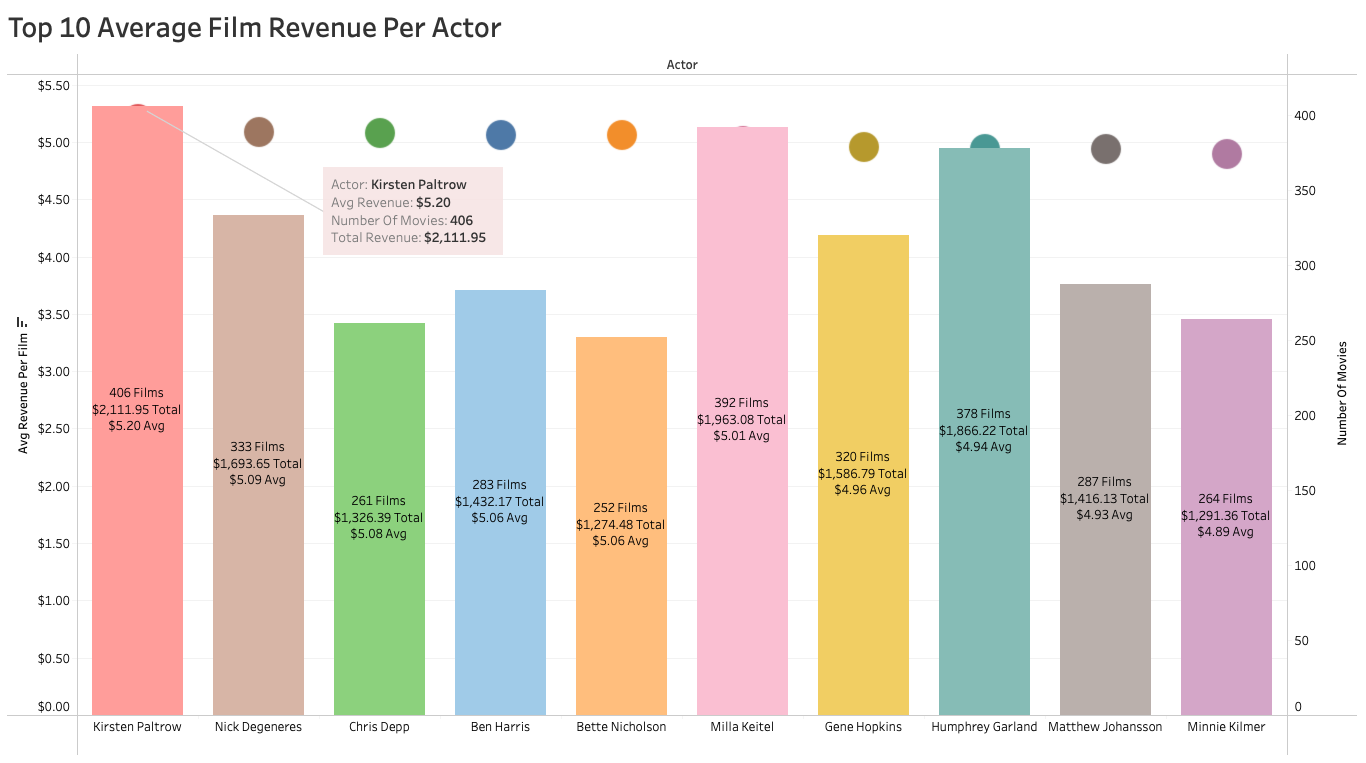 Top 10 Average Film Revenue Per Actor
Actor
$5.50
$5.00
$4.50
$4.00
$3.50
$3.00
$2.50
$2.00
$1.50
$1.00
$0.50
$0.00
Avg Revenue Per Film
406 Films
$2,111.95 Total
$5.20 Avg
333 Films
$1,693.65 Total
$5.09 Avg
Actor: Kirsten Paltrow
Avg Revenue: $5.20
Number Of Movies: 406
Total Revenue: $2,111.95
261 Films
$1,326.39 Total
$5.08 Avg
283 Films
$1,432.17 Total
$5.06 Avg
252 Films
$1,274.48 Total
$5.06 Avg
392 Films
$1,963.08 Total
$5.01 Avg
320 Films
$1,586.79 Total
$4.96 Avg
378 Films
$1,866.22 Total
$4.94 Avg
287 Films
$1,416.13 Total
$4.93 Avg
264 Films
$1,291.36 Total
$4.89 Avg
400
350
300
250
200
150
100
50
0
Number Of Movies
Kirsten Paltrow
Nick Degeneres
Chris Depp
Ben Harris
Bette Nicholson
Milla Keitel
Gene Hopkins
Humphrey Garland
Matthew Johansson
Minnie Kilmer